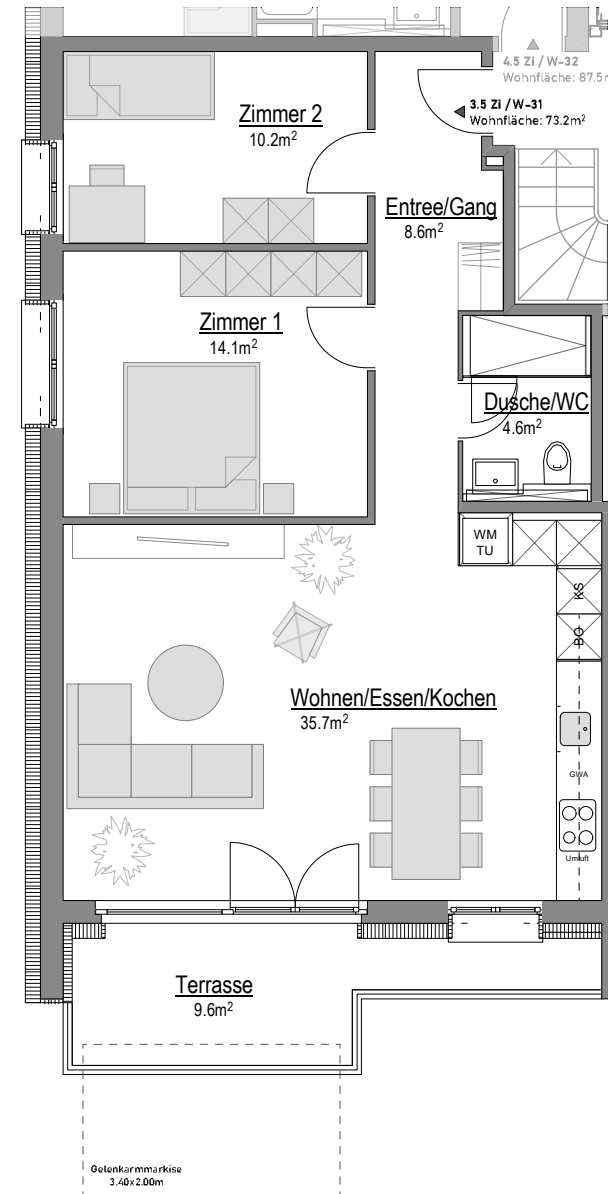 4.5 Zi / W-32
Wohnfläche: 87.5m
3.5 Zi / W-31
Wohnfläche: 73.2m²
Zimmer 2
10.2m²
Entree/Gang
8.6m²
Zimmer 1
14.1m²
Dusche/WC
4.6m²
WM
TU
KS
BO
Wohnen/Essen/Kochen
35.7m²
GWA
Umluft
Terrasse
9.6m²
Gelenkarmmarkise
3.40x2.00m